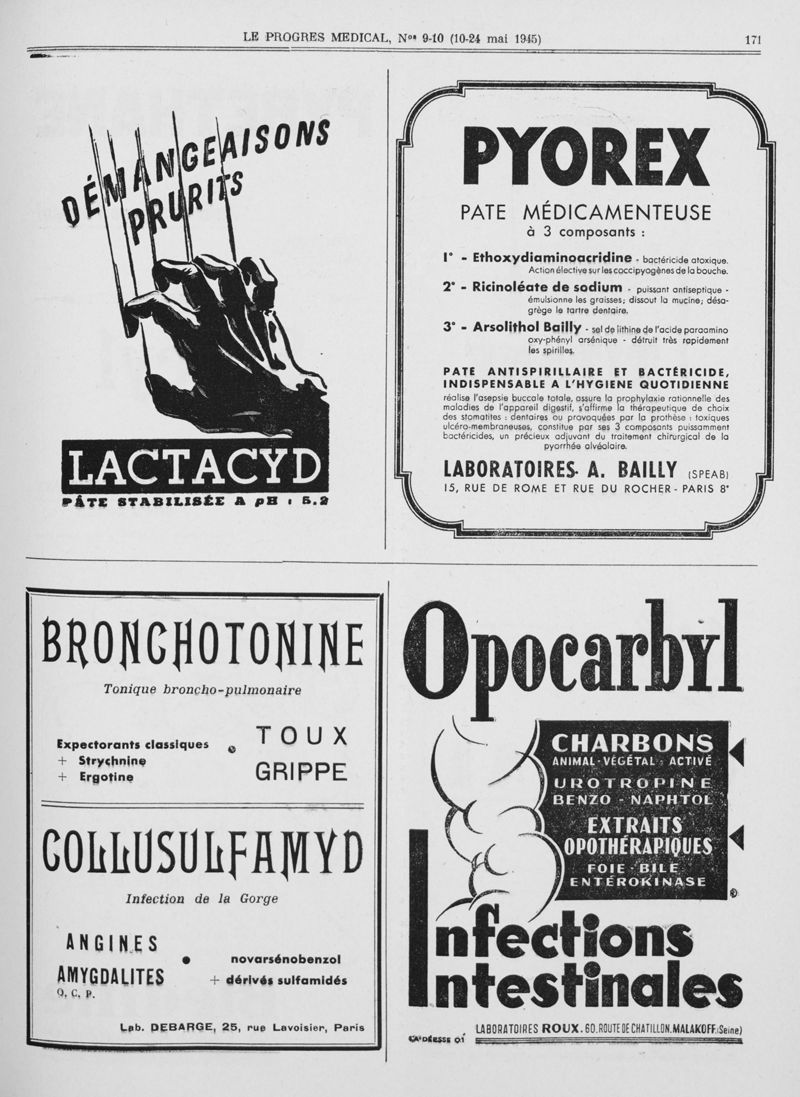 LE PROGRES MEDICAL, Nos 9-10 (10-24 mai 1945)
171
DÉMANGEAISONS
PRURITS
LACTACYD
PÂTE STABILISÉE A pH : 5.2
PYOREX
PATE MÉDICAMENTEUSE
à 3 composants :
1° - Ethoxydiaminoacridine - bactéricide atoxique.
Action élective sur les coccipyogènes de la bouche.
2° - Ricinoléate de sodium - puissant antiseptique -
émulsionne les graisses; dissout la mucine; désa-
grège le tartre dentaire.
3° - Arsolithol Bailly - sel de lithine de l'acide paraamino
oxy-phényl arsénique - détruit très rapidement
les spirilles.
PATE ANTISPIRILLAIRE ET BACTÉRICIDE,
INDISPENSABLE A L'HYGIENE QUOTIDIENNE
réalise l'asepsie buccale totale, assure la prophylaxie rationnelle des
maladies de l'appareil digestif, s'affirme la thérapeutique de choix
des stomatites : dentaires ou provoquées par la prothèse : toxiques
ulcéro-membraneuses, constitue par ses 3 composants puissamment
bactéricides, un précieux adjuvant du traitement chirurgical de la
pyorrhée alvéolaire.
LABORATOIRES- A. BAILLY (SPEAB)
15, RUE DE ROME ET RUE DU ROCHER - PARIS 8e
BRONCHOTONINE
Tonique broncho-pulmonaire
Expectorants classiques
+ Strychnine
+ Ergotine
TOUX
GRIPPE
COLLUSULFAMYD
Infection de la Gorge
ANGINES
AMYGDALITES
O. C. P.
novarsénobenzol
+ dérivés sulfamidés
Lab. DEBARGE, 25, rue Lavoisier, Paris
Opocarbyl
CHARBONS
ANIMAL - VÉGÉTAL : ACTIVÉ
UROTROPINE
BENZO - NAPHTOL
EXTRAITS
OPOTHÉRAPIQUES
FOIE - BILE
ENTÉROKINASE
Infections
Intestinales
LABORATOIRES ROUX. 60. ROUTE DE CHATILLON. MALAKOFF (Seine)